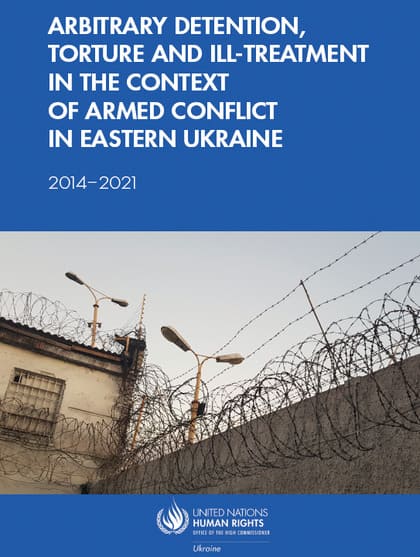 ARBITRARY DETENTION,
TORTURE AND ILL-TREATMENT
IN THE CONTEXT
OF ARMED CONFLICT
IN EASTERN UKRAINE
2014–2021
UNITED NATIONS
HUMAN RIGHTS
OFFICE OF THE HIGH COMMISSIONER
Ukraine